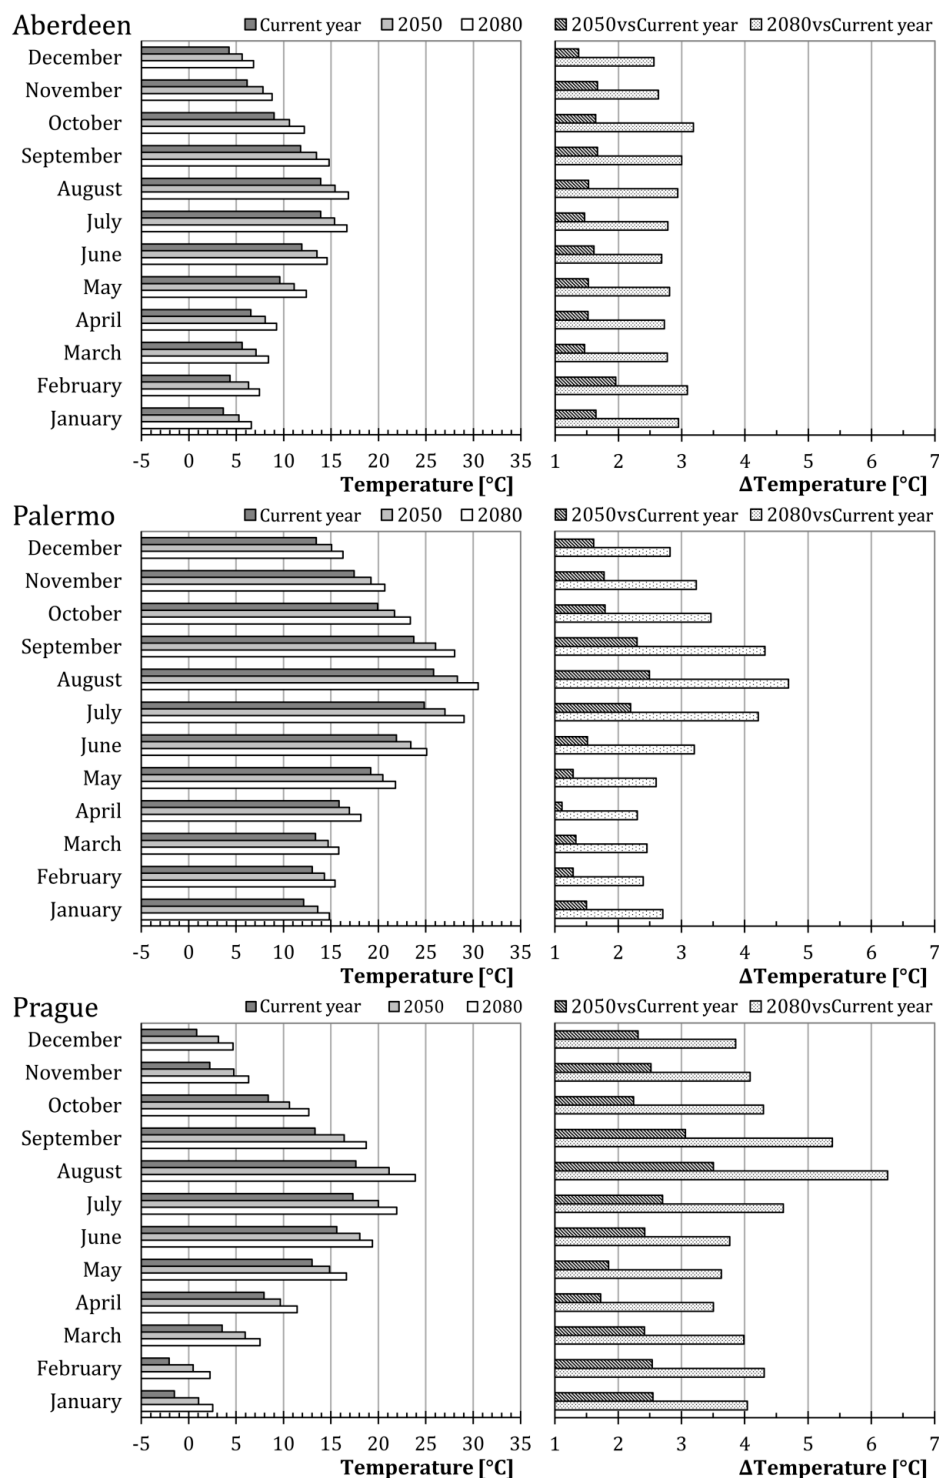 Aberdeen
Current year 2050 2080
2050vsCurrent year 2080vsCurrent year
December
November
October
September
August
July
June
May
April
March
February
January
-5 0 5 10 15 20 25 30 35
1 2 3 4 5 6 7
Temperature [°C]
ΔTemperature [°C]
Palermo
Current year 2050 2080
2050vsCurrent year 2080vsCurrent year
December
November
October
September
August
July
June
May
April
March
February
January
-5 0 5 10 15 20 25 30 35
1 2 3 4 5 6 7
Temperature [°C]
ΔTemperature [°C]
Prague
Current year 2050 2080
2050vsCurrent year 2080vsCurrent year
December
November
October
September
August
July
June
May
April
March
February
January
-5 0 5 10 15 20 25 30 35
1 2 3 4 5 6 7
Temperature [°C]
ΔTemperature [°C]